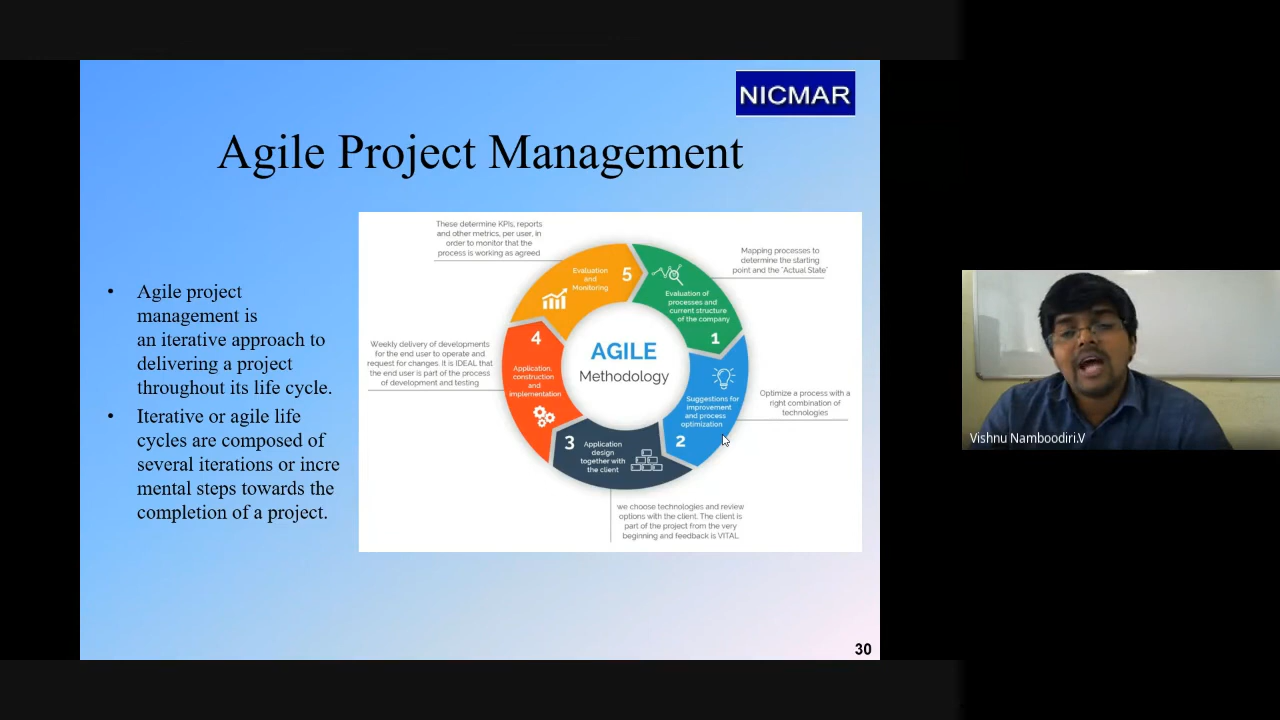 NICMAR
Agile Project Management
• Agile project
management is
an iterative approach to
delivering a project
throughout its life cycle.
• Iterative or agile life
cycles are composed of
several iterations or incre
mental steps towards the
completion of a project.
These determine KPIs, reports
and other metrics, per user, in
order to monitor that the
process is working as agreed
Mapping processes to
determine the starting
point and the "Actual State"
5
Evaluation
and
Monitoring
Evaluation of
processes and
current structure
of the company
1
AGILE
Methodology
Weekly delivery of developments
for the end user to operate and
request for changes. It is IDEAL that
the end user is part of the process
of development and testing
4
Application,
construction
and
implementation
Suggestions for
improvement
and process
optimization
2
Optimize a process with a
right combination of
technologies
3
Application
design
together with
the client
we choose technologies and review
options with the client. The client is
part of the project from the very
beginning and feedback is VITAL
30
Vishnu Namboodiri.V